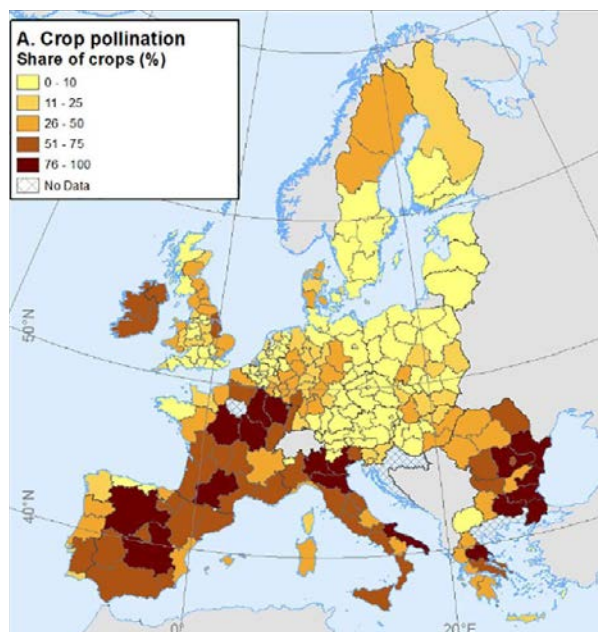 A. Crop pollination
Share of crops (%)
0 - 10
11 - 25
26 - 50
51 - 75
76 - 100
No Data
50°N
40°N
0°
20°E